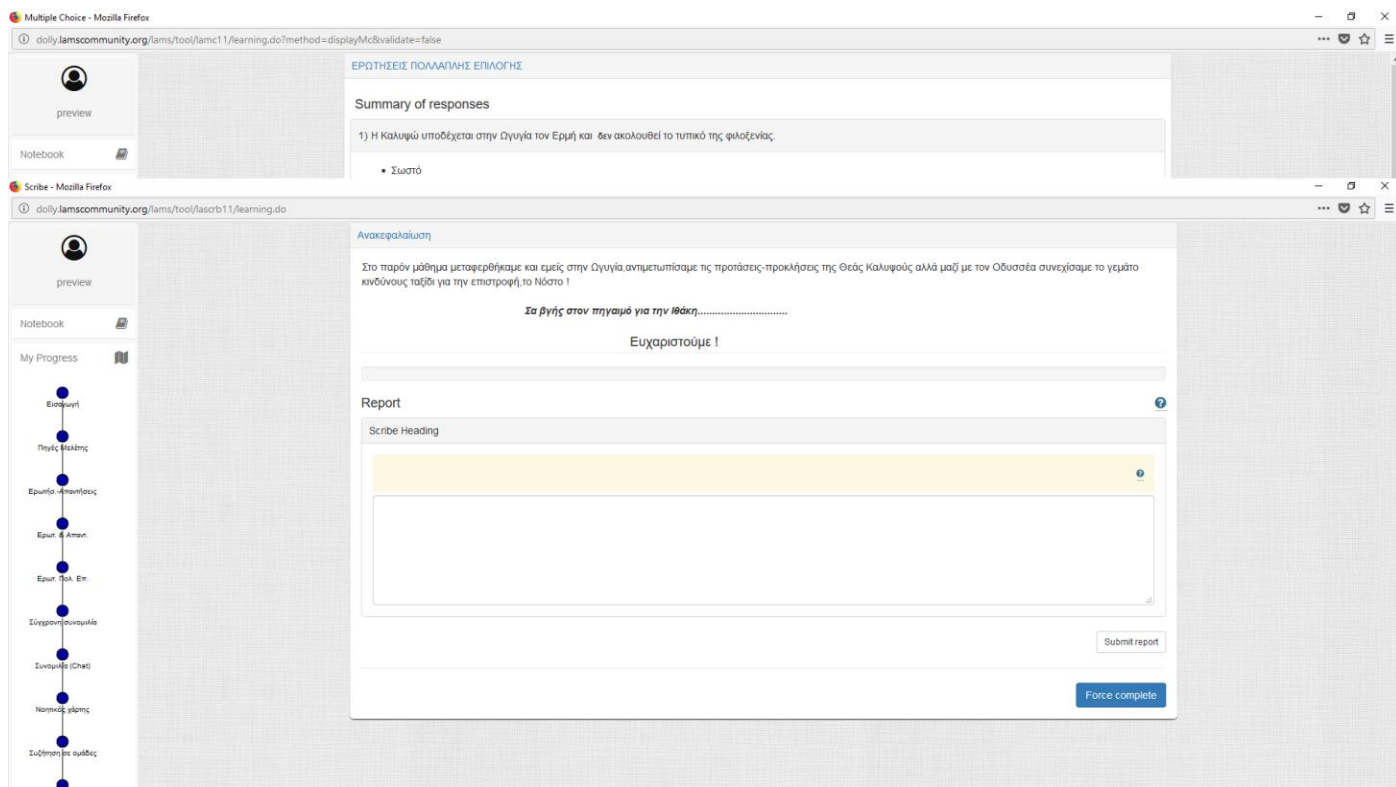 Multiple Choice - Mozilla Firefox
dolly.lamscommunity.org/lams/tool/lamc11/learning.do?method=displayMc&validate=false
preview
Notebook
ΕΡΩΤΗΣΕΙΣ ΠΟΛΛΑΠΛΗΣ ΕΠΙΛΟΓΗΣ
Summary of responses
1) Η Καλυψώ υποδέχεται στην Ωγυγία τον Ερμή και δεν ακολουθεί το τυπικό της φιλοξενίας.
• Σωστό
Scribe - Mozilla Firefox
dolly.lamscommunity.org/lams/tool/lascrb11/learning.do
preview
Notebook
My Progress
Εισαγωγή
Πηγές Μελέτης
Ερωτήσ.-Απαντήσεις
Ερωτ. & Απαντ.
Ερωτ. Πολ. Επ.
Σύγχρονη συνομιλία
Συνομιλία (Chat)
Νοητικός χάρτης
Συζήτηση σε ομάδες
Ανακεφαλαίωση
Στο παρόν μάθημα μεταφερθήκαμε και εμείς στην Ωγυγία,αντιμετωπίσαμε τις προτάσεις-προκλήσεις της Θεάς Καλυψούς αλλά μαζί με τον Οδυσσέα συνεχίσαμε το γεμάτο
κινδύνους ταξίδι για την επιστροφή,το Νόστο !
Σα βγής στον πηγαιμό για την Ιθάκη...............................
Ευχαριστούμε !
Report
Scribe Heading
Submit report
Force complete